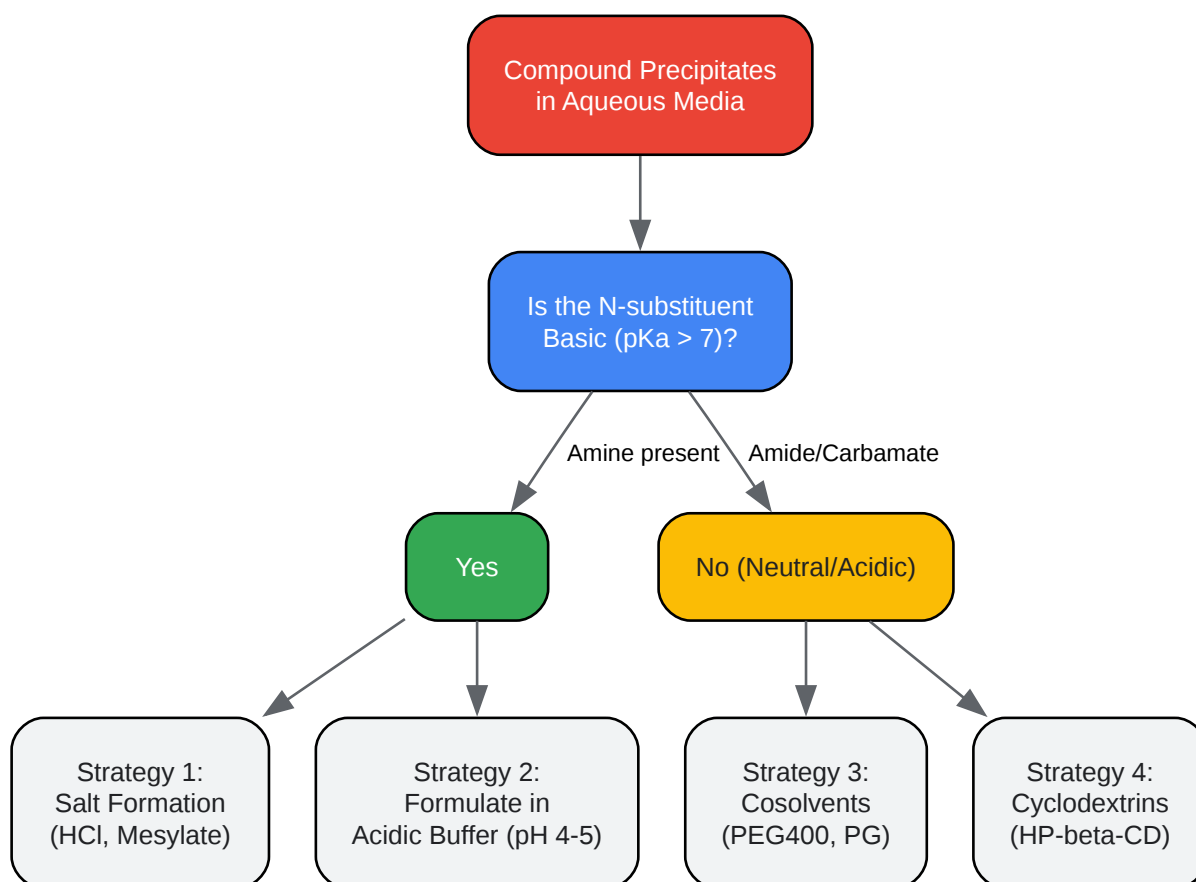 Compound Precipitates
in Aqueous Media
Is the N-substituent
Basic (pKa > 7)?
Amine present
Amide/Carbamate
Yes
No (Neutral/Acidic)
Strategy 1:
Salt Formation
(HCl, Mesylate)
Strategy 2:
Formulate in
Acidic Buffer (pH 4-5)
Strategy 3:
Cosolvents
(PEG400, PG)
Strategy 4:
Cyclodextrins
(HP-beta-CD)